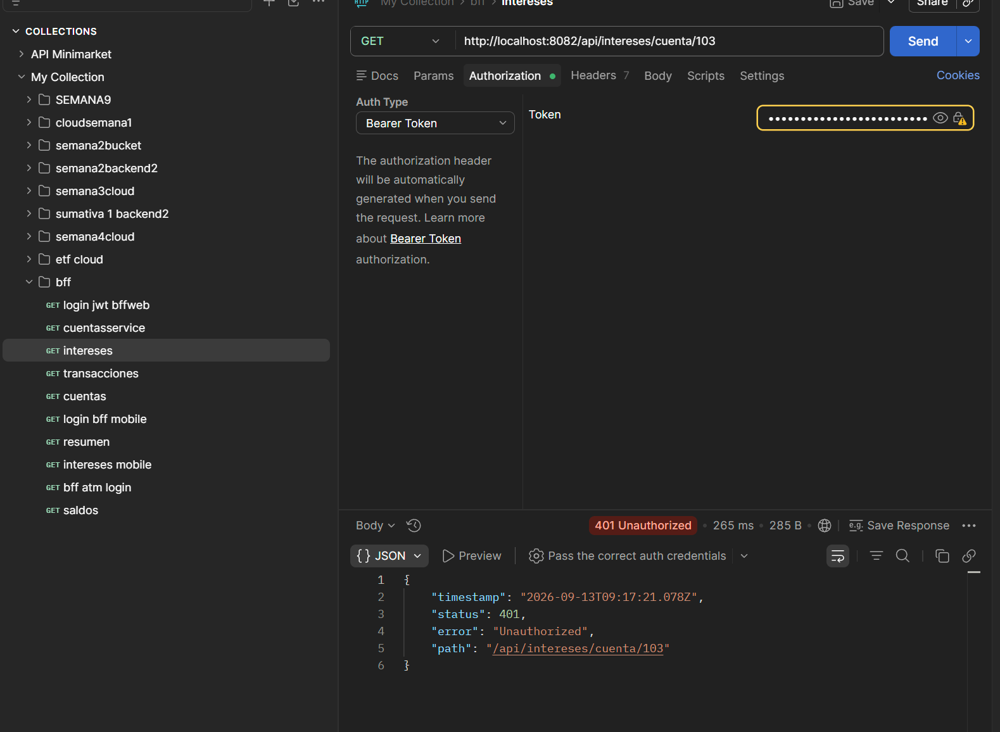 COLLECTIONS
API Minimarket
My Collection
SEMANA9
cloudsemana1
semana2bucket
semana2backend2
semana3cloud
sumativa 1 backend2
semana4cloud
etf cloud
bff
GET login jwt bffweb
GET cuentasservice
GET intereses
GET transacciones
GET cuentas
GET login bff mobile
GET resumen
GET intereses mobile
GET bff atm login
GET saldos
HTTP My Collection > bff > intereses
Save
Share
GET http://localhost:8082/api/intereses/cuenta/103
Send
Docs Params Authorization Headers 7 Body Scripts Settings
Cookies
Auth Type
Bearer Token
Token
The authorization header
will be automatically
generated when you send
the request. Learn more
about Bearer Token
authorization.
Body 401 Unauthorized • 265 ms • 285 B • e.g. Save Response
{} JSON Preview Pass the correct auth credentials
1 {
2 "timestamp": "2026-09-13T09:17:21.078Z",
3 "status": 401,
4 "error": "Unauthorized",
5 "path": "/api/intereses/cuenta/103"
6 }